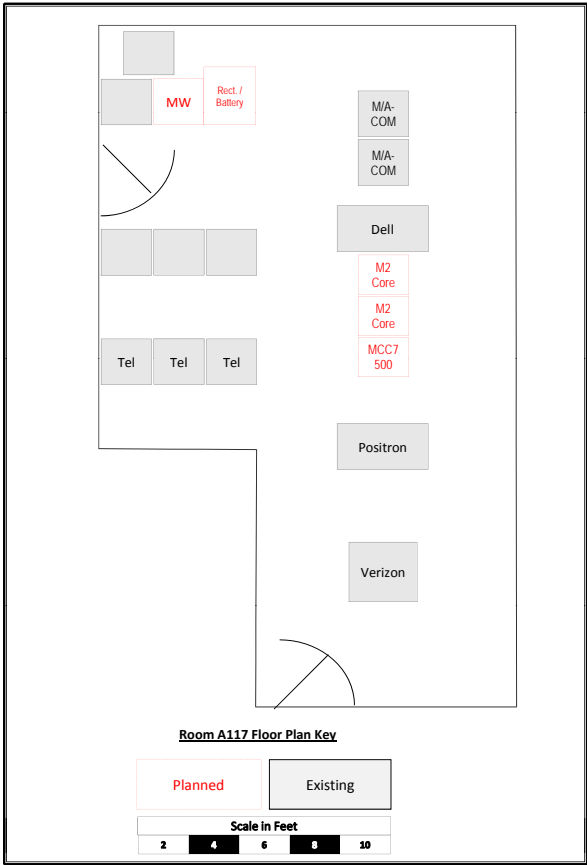 MW
Rect. /
Battery
M/A-
COM
M/A-
COM
Dell
M2
Core
M2
Core
MCC7
500
Tel Tel Tel
Positron
Verizon
Room A117 Floor Plan Key
Planned
Existing
Scale in Feet
2 4 6 8 10